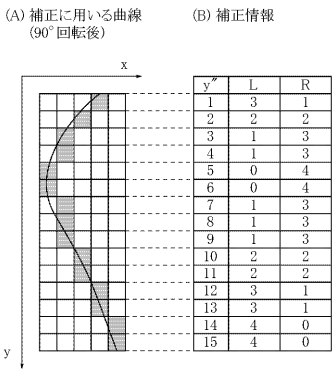 (A) 補正に用いる曲線
(90°回転後)
(B) 補正情報
x
y
y" L R
1 3 1
2 2 2
3 1 3
4 1 3
5 0 4
6 0 4
7 1 3
8 1 3
9 1 3
10 2 2
11 2 2
12 3 1
13 3 1
14 4 0
15 4 0